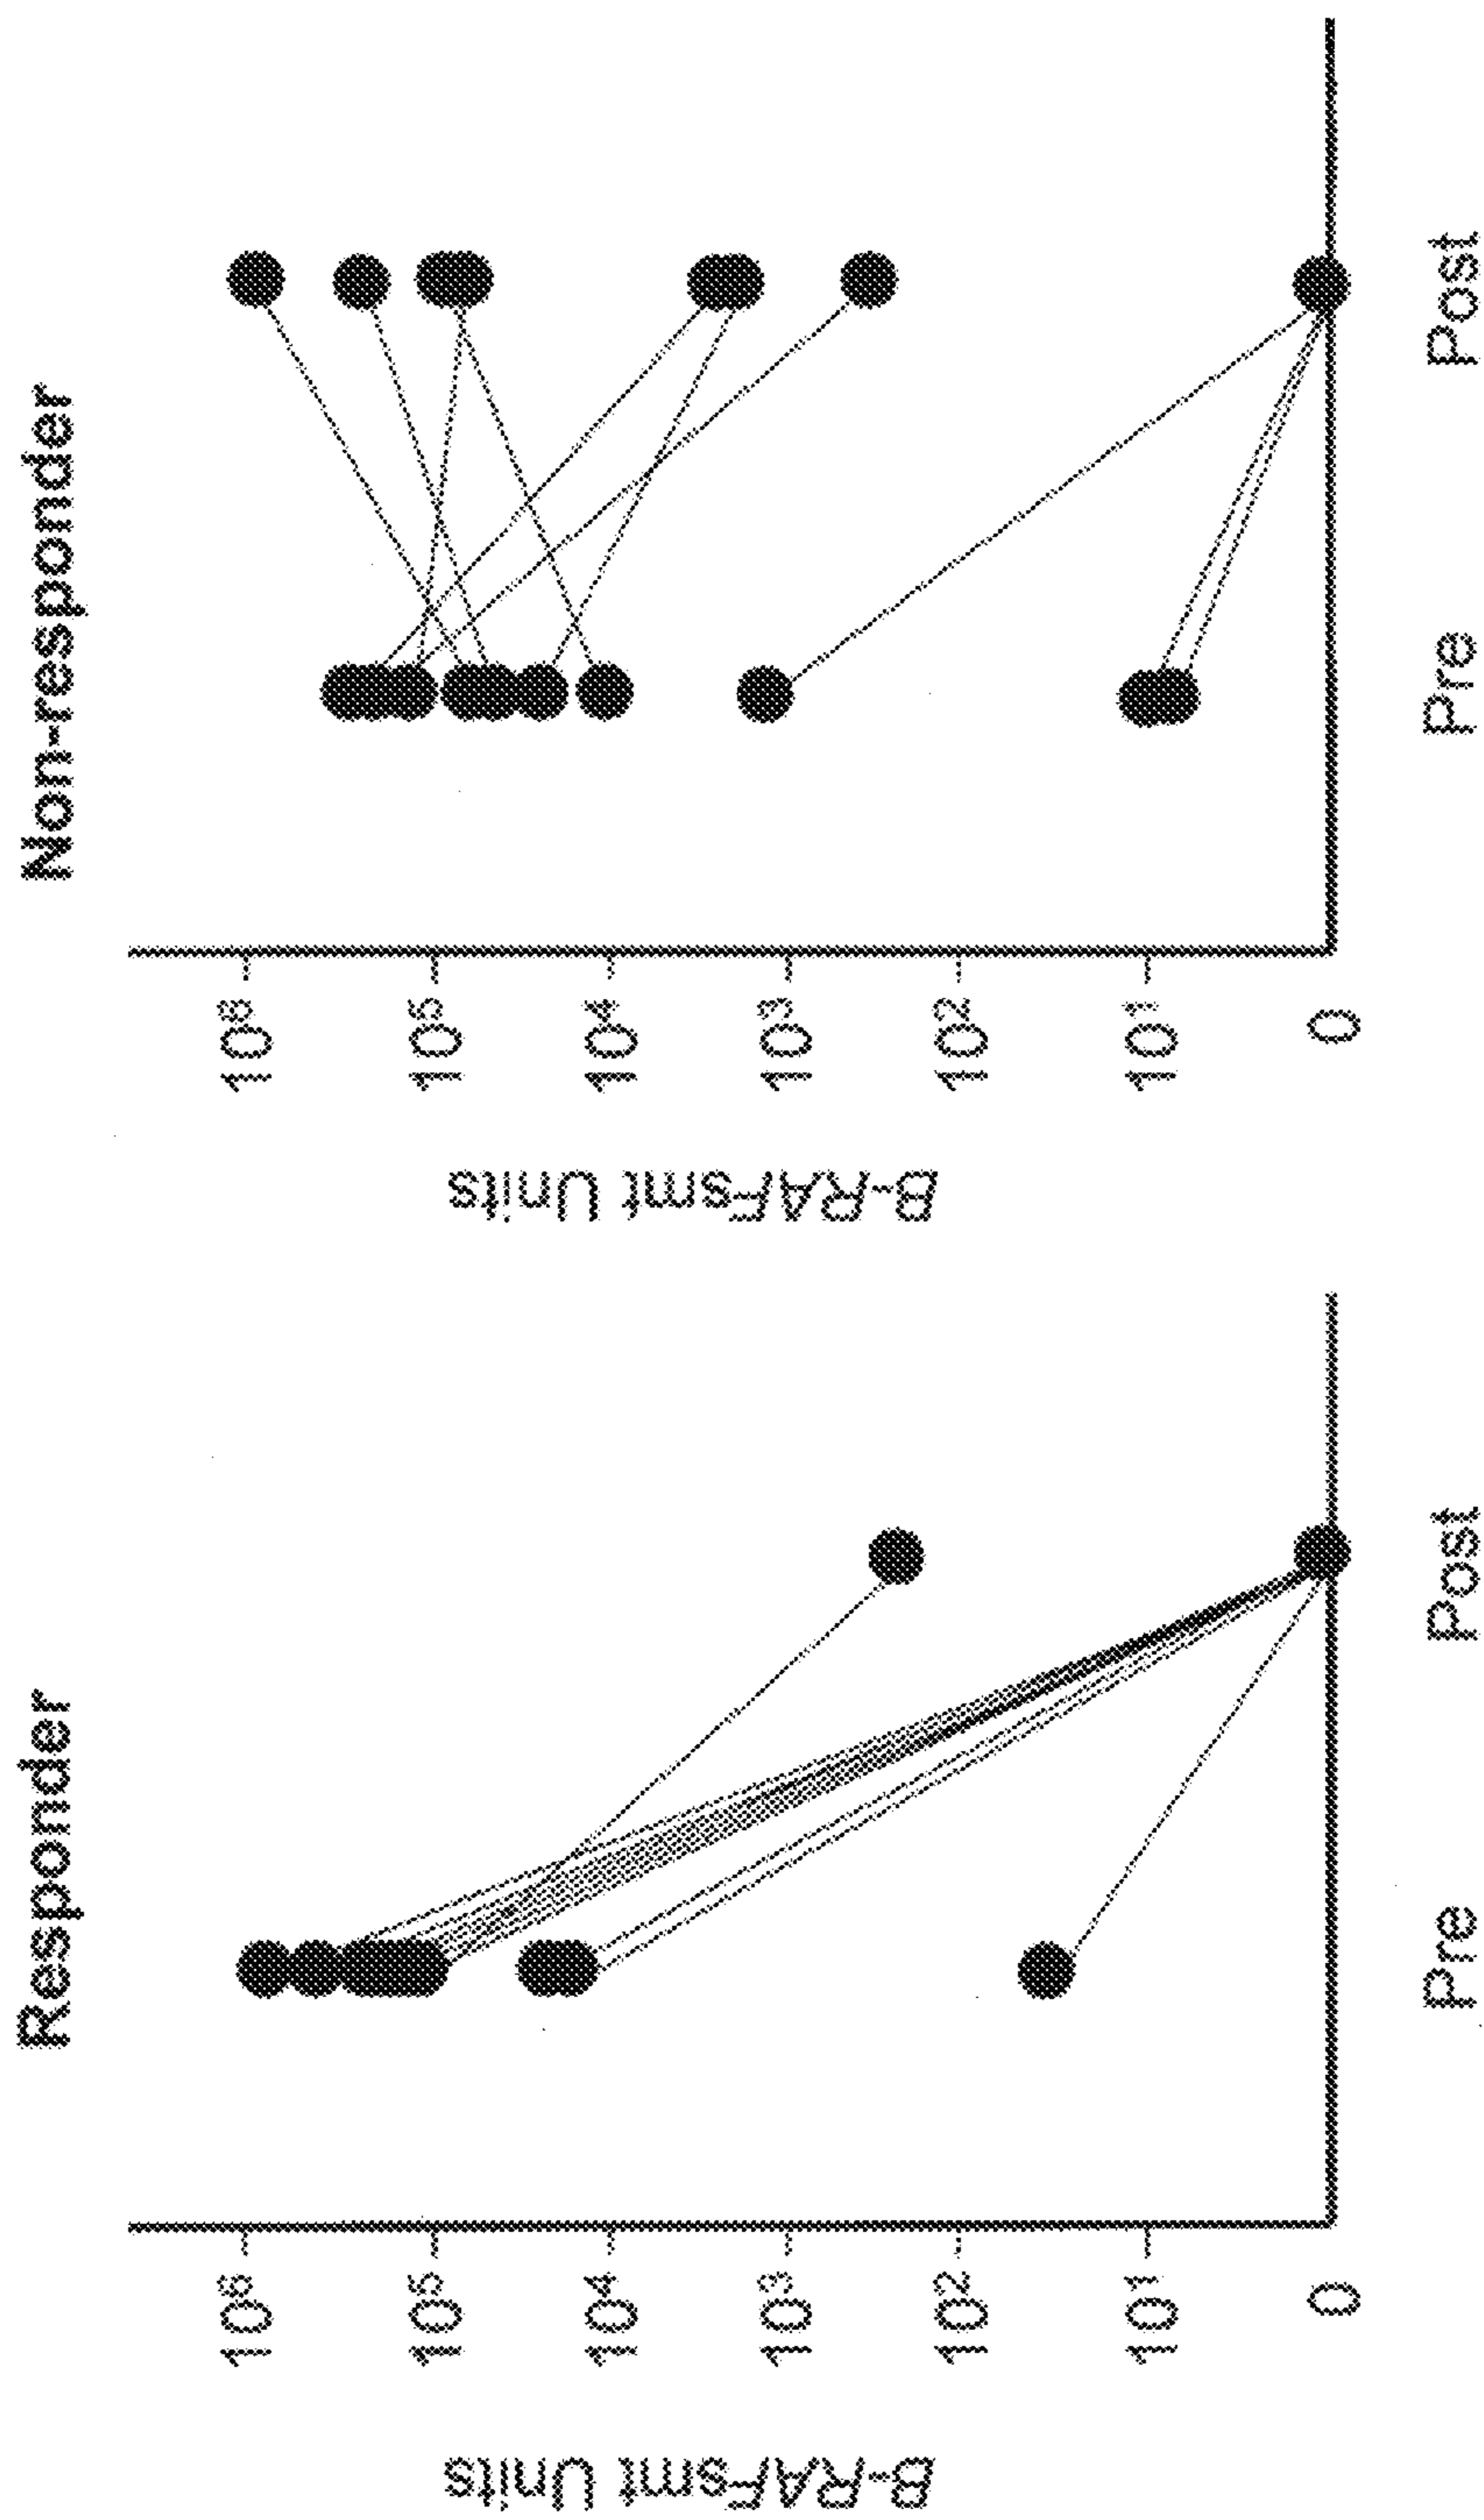 Responder
B-RAFsmt Units
10⁶
10⁵
10⁴
10³
10²
10¹
0
Pre Post
Non-responder
B-RAFsmt Units
10⁶
10⁵
10⁴
10³
10²
10¹
0
Pre Post